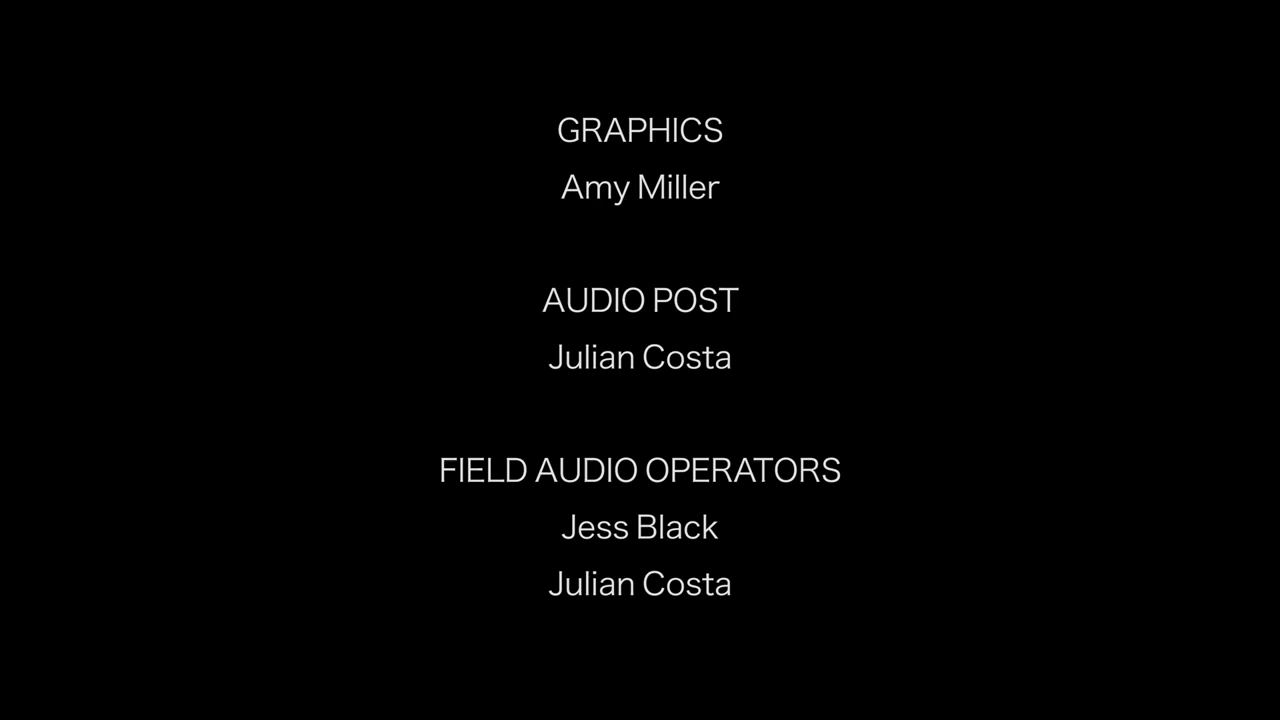 GRAPHICS
Amy Miller
AUDIO POST
Julian Costa
FIELD AUDIO OPERATORS
Jess Black
Julian Costa